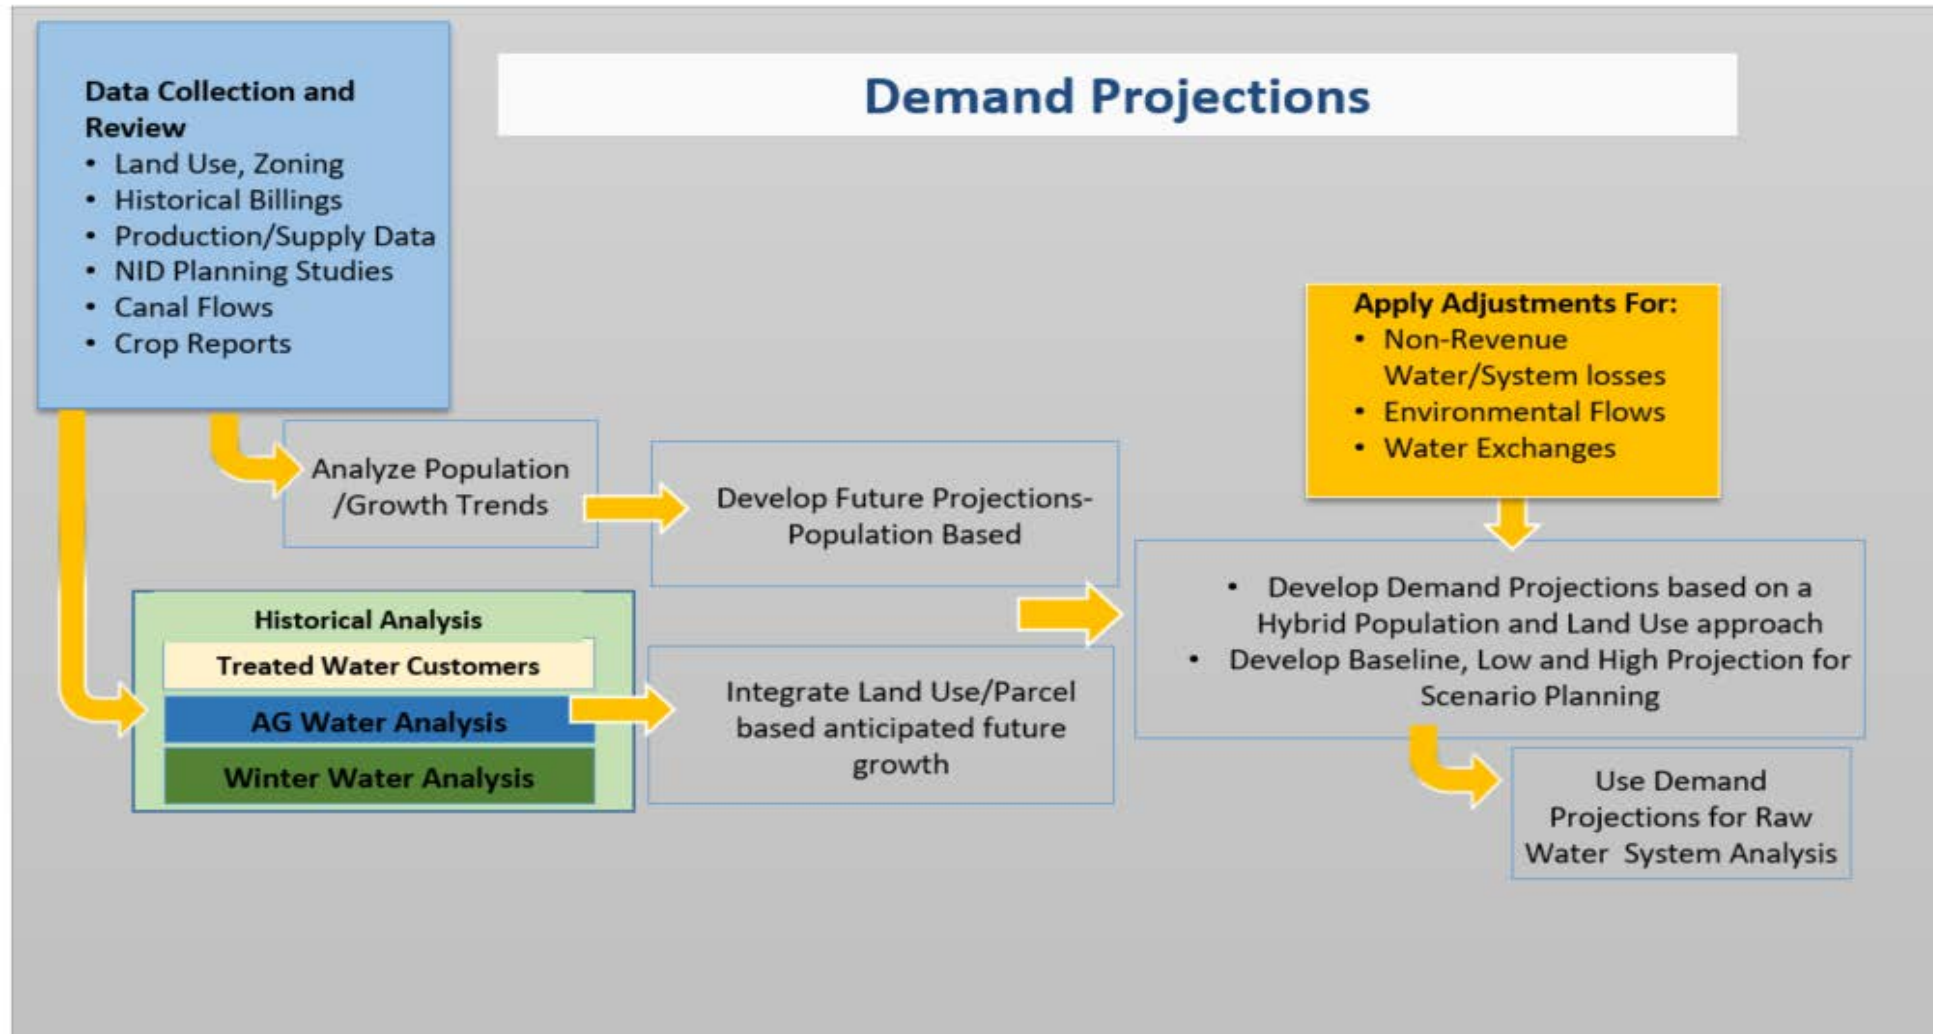 Demand Projections
Data Collection and
Review
• Land Use, Zoning
• Historical Billings
• Production/Supply Data
• NID Planning Studies
• Canal Flows
• Crop Reports
Analyze Population
/Growth Trends
Develop Future Projections-
Population Based
Historical Analysis
Treated Water Customers
AG Water Analysis
Winter Water Analysis
Integrate Land Use/Parcel
based anticipated future
growth
Apply Adjustments For:
• Non-Revenue
Water/System losses
• Environmental Flows
• Water Exchanges
• Develop Demand Projections based on a
Hybrid Population and Land Use approach
• Develop Baseline, Low and High Projection for
Scenario Planning
Use Demand
Projections for Raw
Water System Analysis